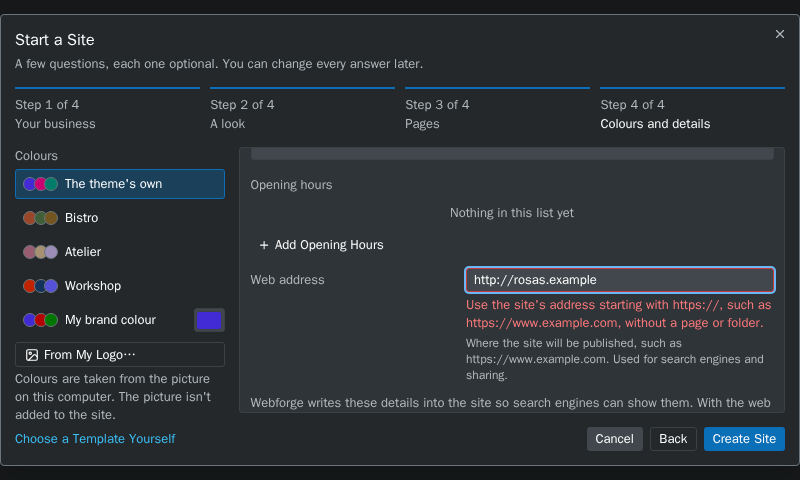 Start a Site
A few questions, each one optional. You can change every answer later.
Step 1 of 4
Your business
Step 2 of 4
A look
Step 3 of 4
Pages
Step 4 of 4
Colours and details
Colours
The theme's own
Bistro
Atelier
Workshop
My brand colour
From My Logo…
Colours are taken from the picture
on this computer. The picture isn't
added to the site.
Choose a Template Yourself
Opening hours
Nothing in this list yet
+ Add Opening Hours
Web address
http://rosas.example
Use the site's address starting with https://, such as
https://www.example.com, without a page or folder.
Where the site will be published, such as
https://www.example.com. Used for search engines and
sharing.
Webforge writes these details into the site so search engines can show them. With the web
Cancel
Back
Create Site